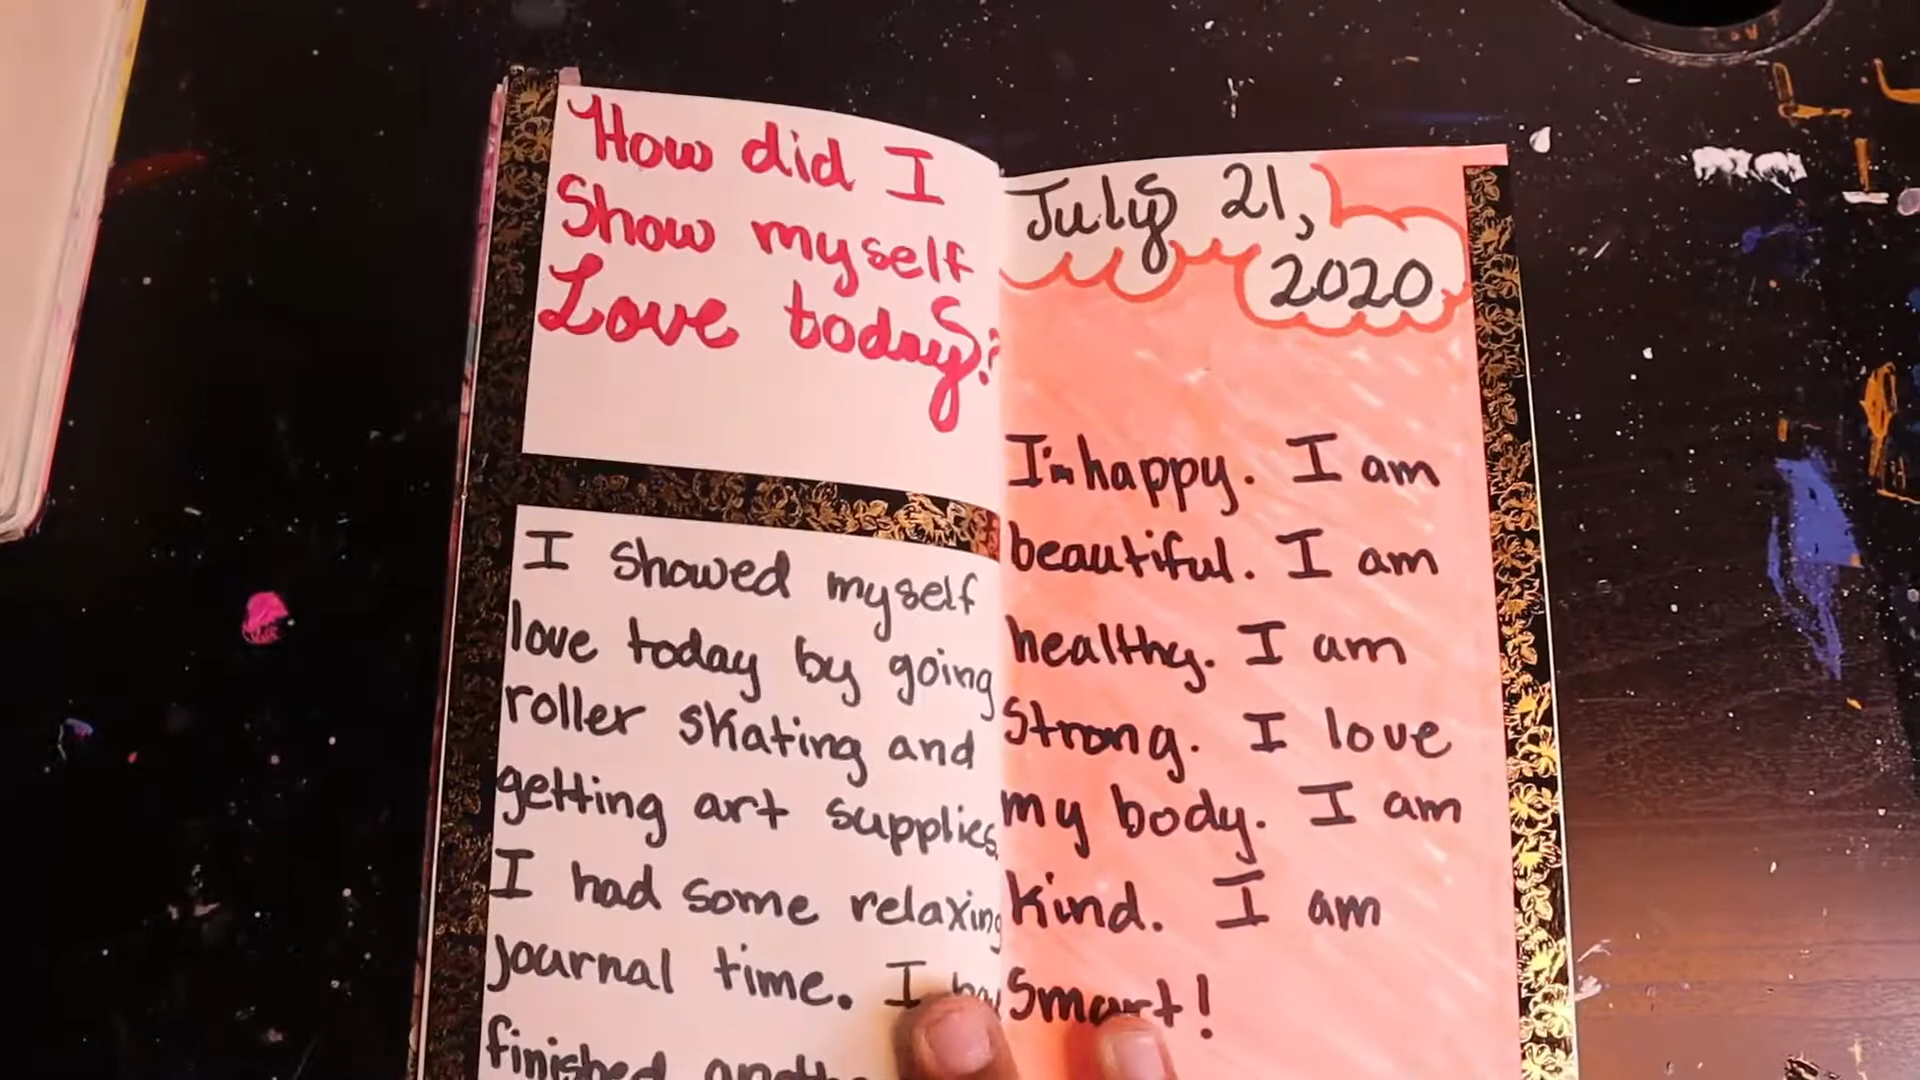 How did I
Show myself
Love today?
I showed myself
love today by going
roller skating and
getting art supplies.
I had some relaxing
journal time. I
finished
July 21,
2020
I'm happy. I am
beautiful. I am
healthy. I am
Strong. I love
my body. I am
kind. I am
Smart!